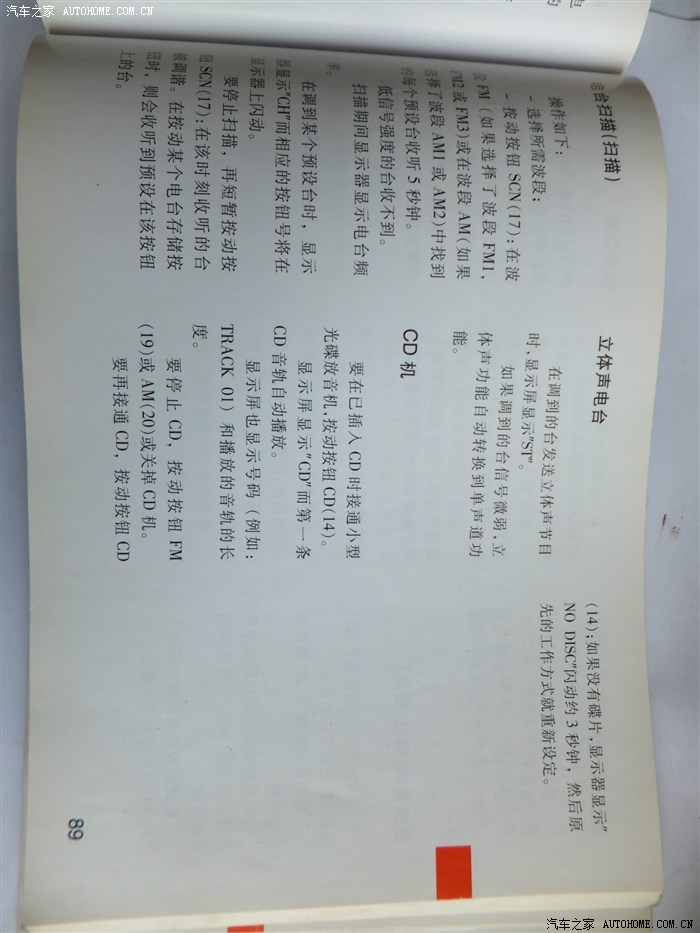 汽车之家 AUTOHOME.COM.CN
电台扫描(扫描)
操作如下:
- 选择所需波段;
- 按动按钮 SCN(17):在波
段 FM (如果选择了波段 FM1,
FM2 或 FM3)或在波段 AM(如果
选择了波段 AM1 或 AM2)中找到
的每个预设台收听 5 秒钟。
低信号强度的台收不到。
扫描期间显示器显示电台频
率。
在调到某个预设台时, 显示
器显示"CH"而相应的按钮号将在
显示器上闪动。
要停止扫描, 再短暂按动按
钮 SCN(17):在该时刻收听的台
被调谐。在按动某个电台存储按
钮时, 则会收听到预设在该按钮
上的台。
立体声电台
在调到的台发送立体声节目
时,显示屏显示"ST"。
如果调到的台信号微弱,立
体声功能自动转换到单声道功
能。
CD 机
要在已插入 CD 时接通小型
光碟放音机,按动按钮 CD(14)。
显示屏显示 "CD"而第一条
CD 音轨自动播放。
显示屏也显示号码 (例如:
TRACK 01) 和播放的音轨的长
度。
要停止 CD, 按动按钮 FM
(19)或 AM(20)或关掉 CD 机。
要再接通 CD, 按动按钮 CD
(14);如果没有碟片,显示器显示"
NO DISC"闪动约 3 秒钟, 然后原
先的工作方式就重新设定。
89
汽车之家 AUTOHOME.COM.CN